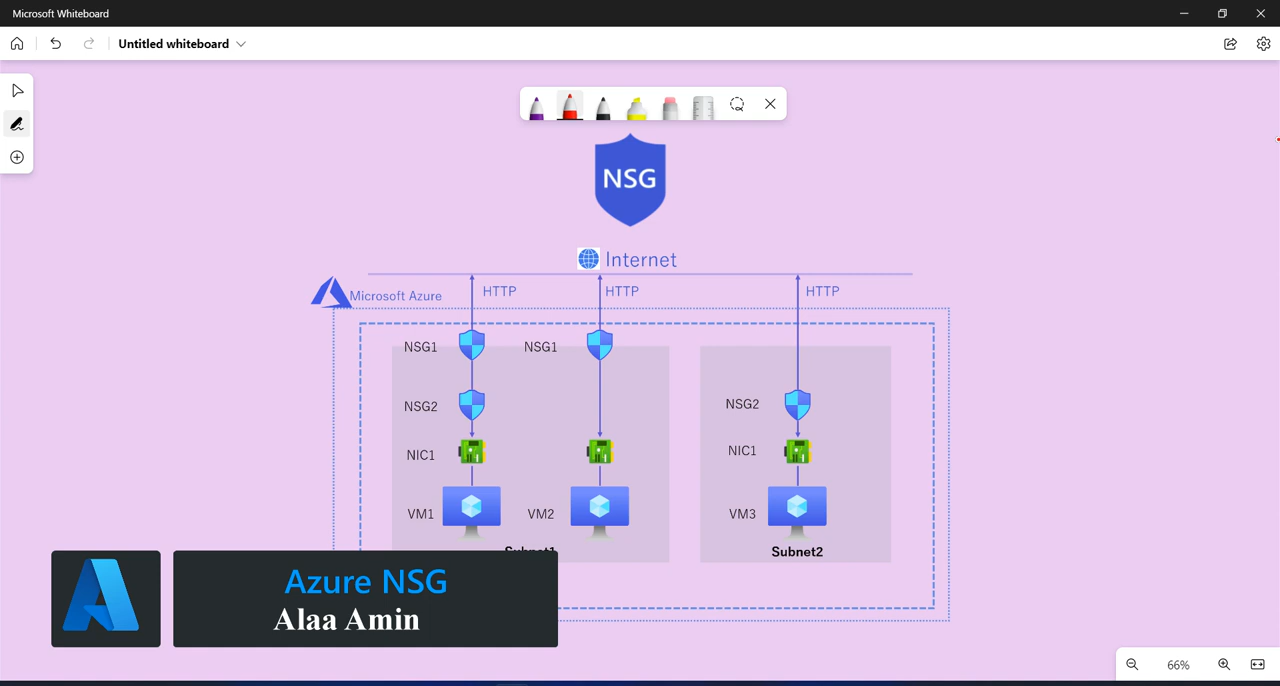 Microsoft Whiteboard
Untitled whiteboard
NSG
Internet
Microsoft Azure
HTTP
HTTP
HTTP
NSG1
NSG1
NSG2
NSG2
NIC1
NIC1
VM1
VM2
VM3
Subnet1
Subnet2
Azure NSG
Alaa Amin
66%